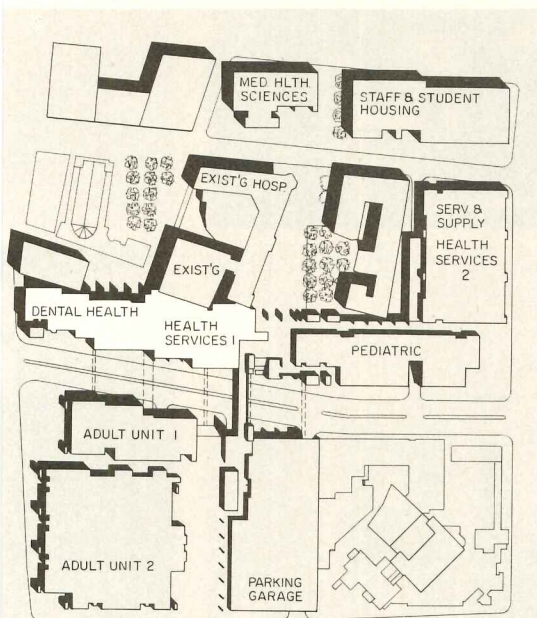 MED HLTH
SCIENCES
STAFF & STUDENT
HOUSING
EXIST'G HOSP
SERV &
SUPPLY
HEALTH
SERVICES
2
EXIST'G
DENTAL HEALTH
HEALTH
SERVICES I
PEDIATRIC
ADULT UNIT I
ADULT UNIT 2
PARKING
GARAGE